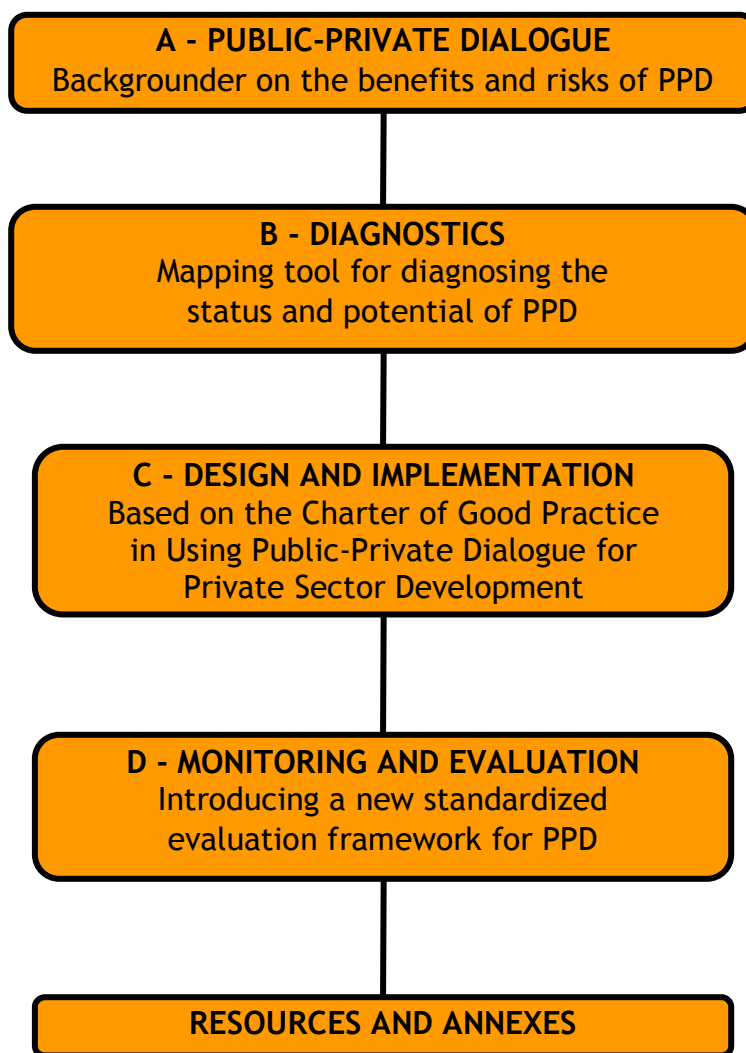 A - PUBLIC-PRIVATE DIALOGUE
Backgrounder on the benefits and risks of PPD
B - DIAGNOSTICS
Mapping tool for diagnosing the
status and potential of PPD
C - DESIGN AND IMPLEMENTATION
Based on the Charter of Good Practice
in Using Public-Private Dialogue for
Private Sector Development
D - MONITORING AND EVALUATION
Introducing a new standardized
evaluation framework for PPD
RESOURCES AND ANNEXES